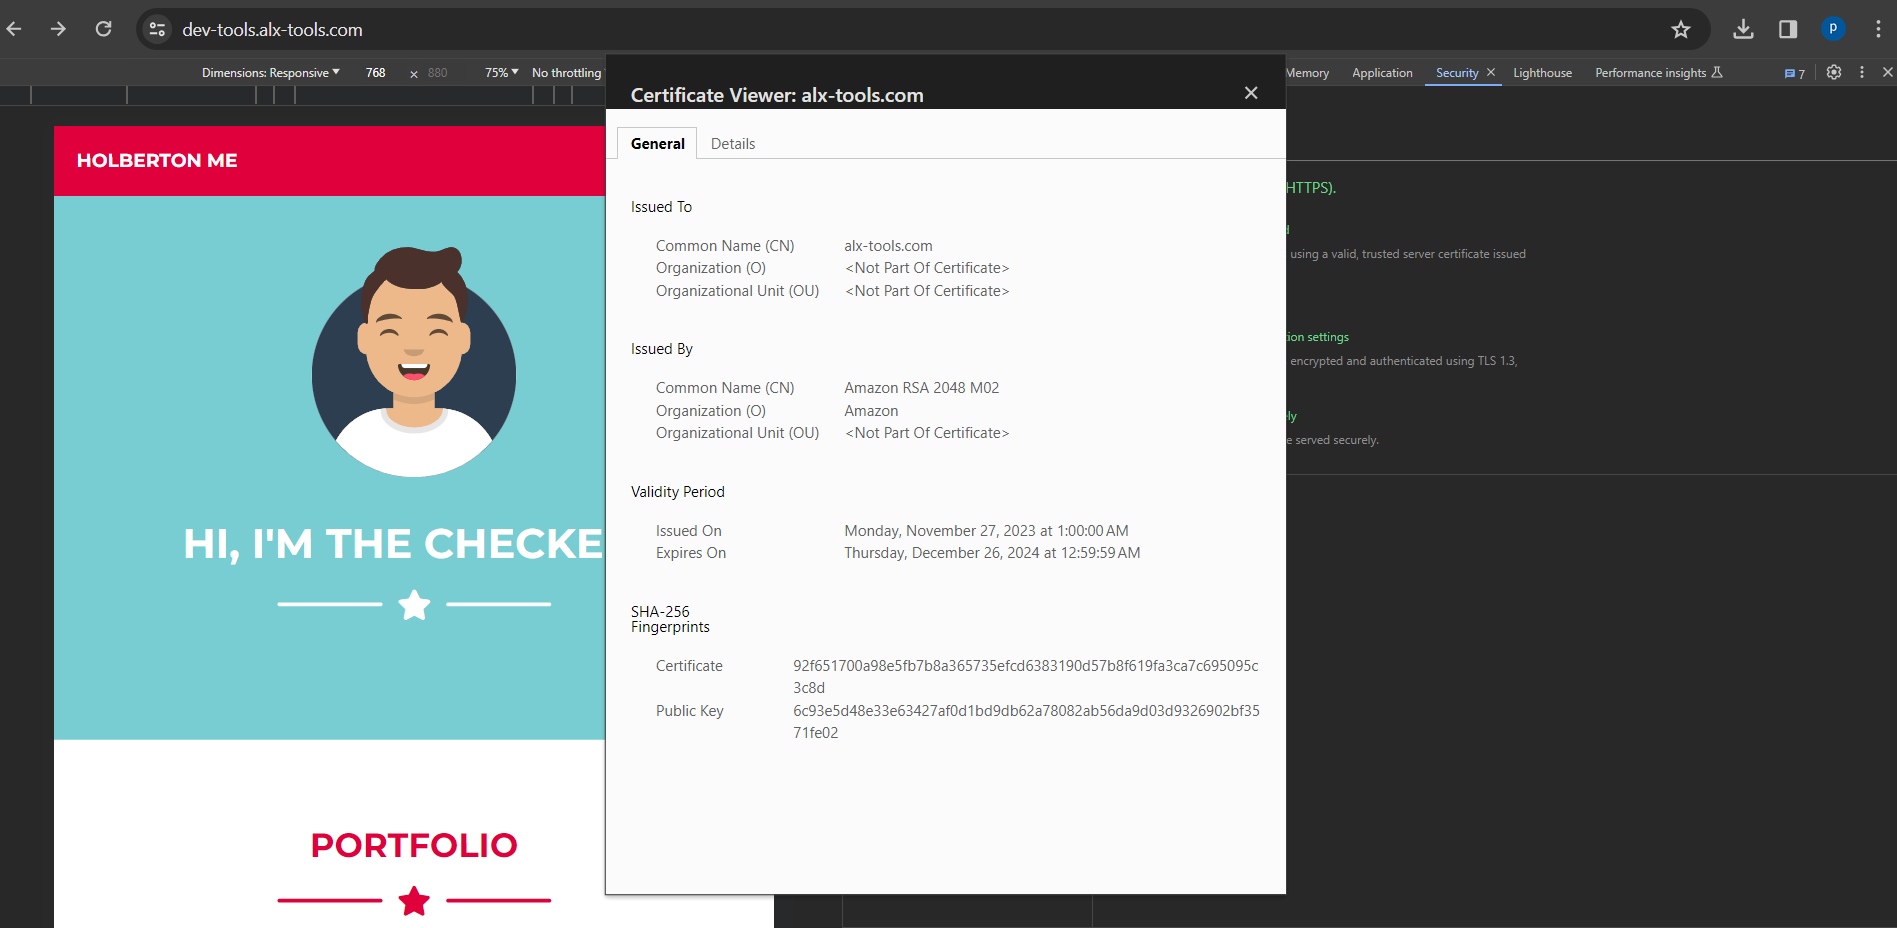 dev-tools.alx-tools.com
p
Dimensions: Responsive 768 × 880 75% No throttling
Memory Application Security × Lighthouse Performance insights 7
Certificate Viewer: alx-tools.com
General Details
HOLBERTON ME
HI, I'M THE CHECKE
PORTFOLIO
Issued To
Common Name (CN) alx-tools.com
Organization (O) <Not Part Of Certificate>
Organizational Unit (OU) <Not Part Of Certificate>
Issued By
Common Name (CN) Amazon RSA 2048 M02
Organization (O) Amazon
Organizational Unit (OU) <Not Part Of Certificate>
Validity Period
Issued On Monday, November 27, 2023 at 1:00:00 AM
Expires On Thursday, December 26, 2024 at 12:59:59 AM
SHA-256
Fingerprints
Certificate 92f651700a98e5fb7b8a365735efcd6383190d57b8f619fa3ca7c695095c
3c8d
Public Key 6c93e5d48e33e63427af0d1bd9db62a78082ab56da9d03d9326902bf35
71fe02
HTTPS).
using a valid, trusted server certificate issued
ion settings
encrypted and authenticated using TLS 1.3,
ly
e served securely.